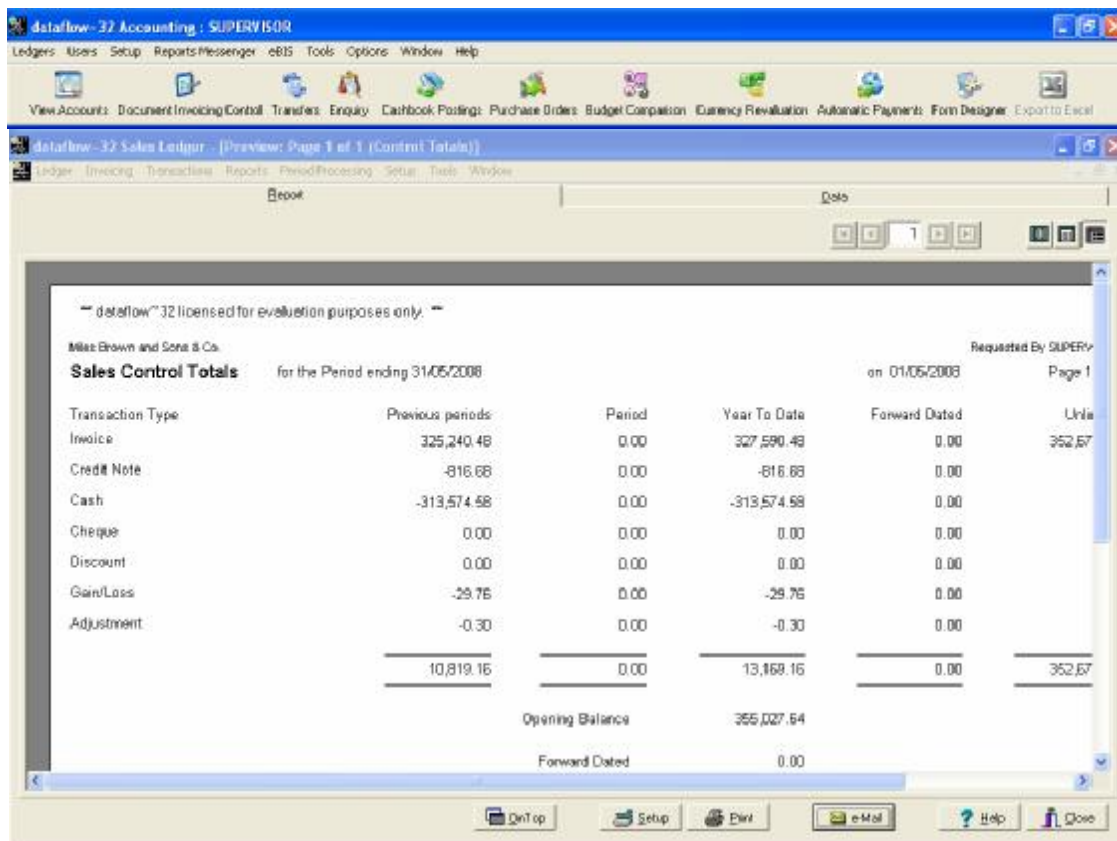 dataflow-32 Accounting : SUPERVISOR
Ledgers Users Setup Reports Messenger eBIS Tools Options Window Help
View Accounts Document Invoicing Control Transfers Enquiry Cashbook Postings Purchase Orders Budget Comparison Currency Revaluation Automatic Payments Form Designer Export to Excel
dataflow-32 Sales Ledger - [Preview: Page 1 of 1 (Control Totals)]
Ledger Invoicing Transactions Reports Period Processing Setup Tools Window
Report Data
1
** dataflow~32 licensed for evaluation purposes only. **
Miles Brown and Sons & Co. Requested By SUPERV
Sales Control Totals for the Period ending 31/05/2008 on 01/05/2008 Page 1
Transaction Type Previous periods Period Year To Date Forward Dated Unla
Invoice 325,240.48 0.00 327,590.48 0.00 352,67
Credit Note -816.68 0.00 -816.68 0.00
Cash -313,574.58 0.00 -313,574.58 0.00
Cheque 0.00 0.00 0.00 0.00
Discount 0.00 0.00 0.00 0.00
Gain/Loss -29.76 0.00 -29.76 0.00
Adjustment -0.30 0.00 -0.30 0.00
10,819.16 0.00 13,169.16 0.00 352,67
Opening Balance 355,027.64
Forward Dated 0.00
OnTop Setup Print e-Mail Help Close